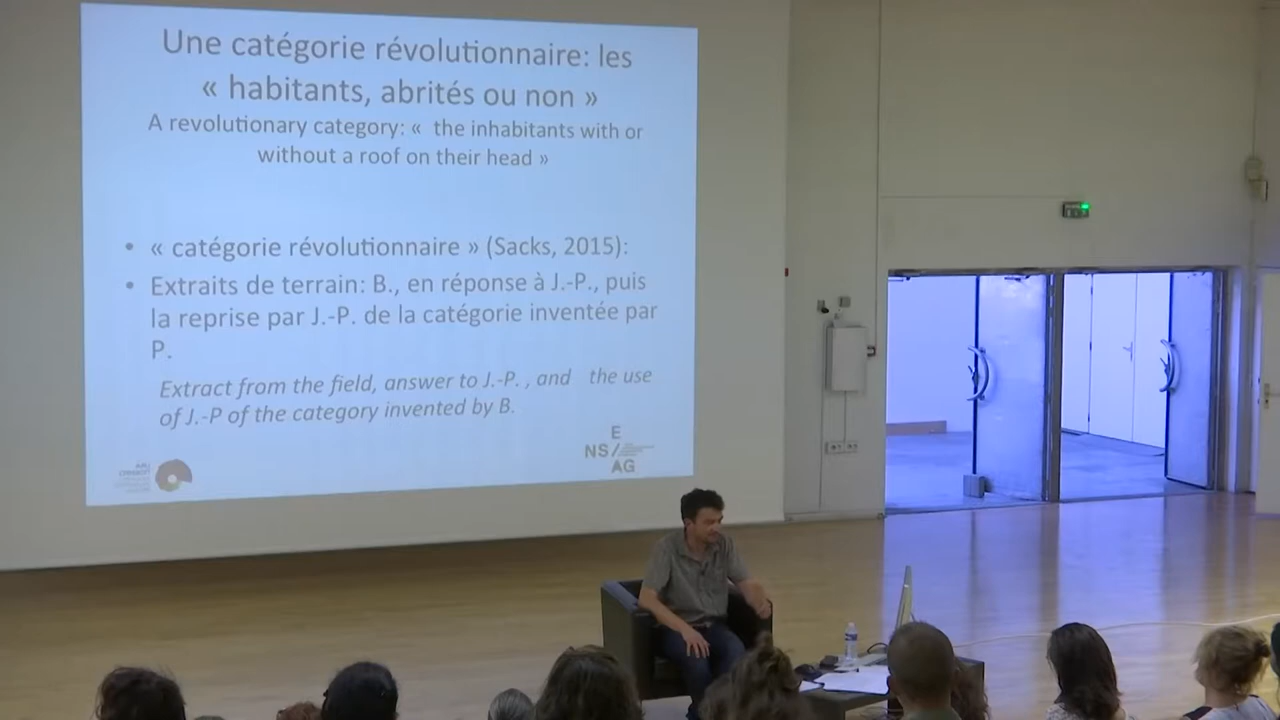 Une catégorie révolutionnaire: les
« habitants, abrités ou non »
A revolutionary category: « the inhabitants with or
without a roof on their head »
• « catégorie révolutionnaire » (Sacks, 2015):
• Extraits de terrain: B., en réponse à J.-P., puis
la reprise par J.-P. de la catégorie inventée par
P.
Extract from the field, answer to J.-P. , and the use
of J.-P of the category invented by B.
E
NS/
AG